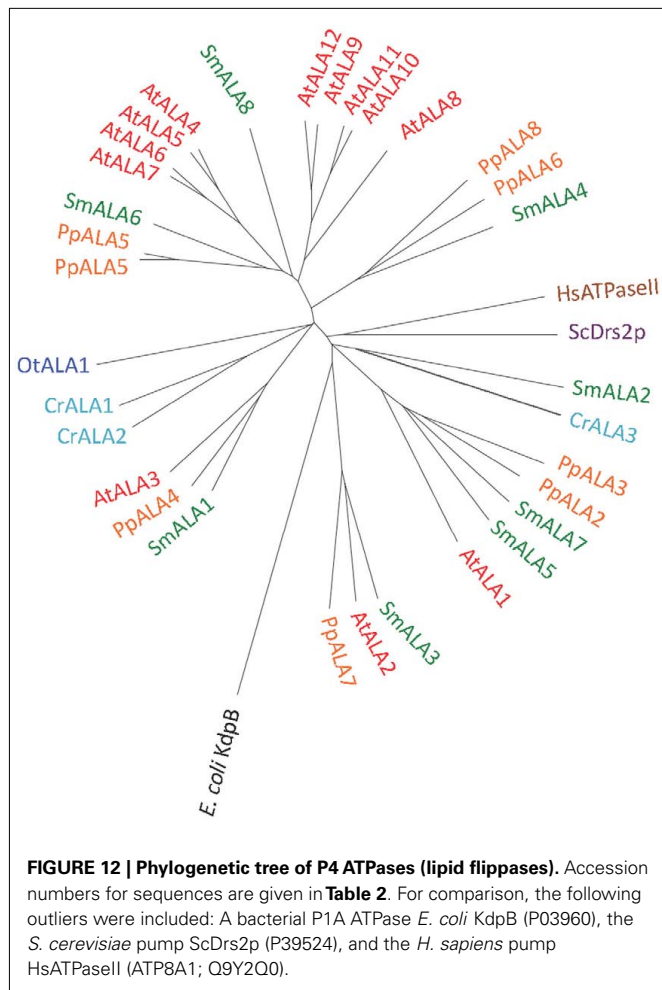 AtALA12
AtALA9
AtALA11
AtALA10
AtALA8
SmALA8
AtALA4
AtALA5
AtALA6
AtALA7
SmALA6
PpALA5
PpALA5
PpALA8
PpALA6
SmALA4
HsATPaseII
ScDrs2p
SmALA2
CrALA3
PpALA3
PpALA2
SmALA7
SmALA5
AtALA1
SmALA3
AtALA2
PpALA7
E. coli KdpB
SmALA1
PpALA4
AtALA3
CrALA2
CrALA1
OtALA1
FIGURE 12 | Phylogenetic tree of P4 ATPases (lipid flippases). Accession
numbers for sequences are given in Table 2. For comparison, the following
outliers were included: A bacterial P1A ATPase E. coli KdpB (P03960), the
S. cerevisiae pump ScDrs2p (P39524), and the H. sapiens pump
HsATPaseII (ATP8A1; Q9Y2Q0).